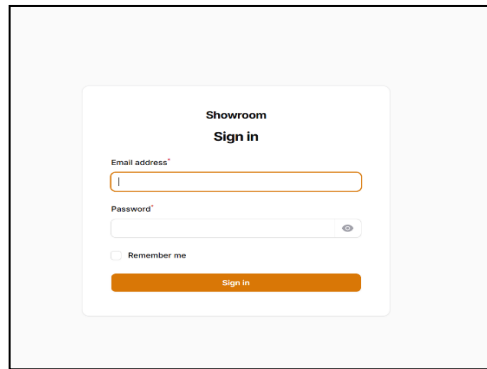 Showroom
Sign in
Email address*
Password*
Remember me
Sign in